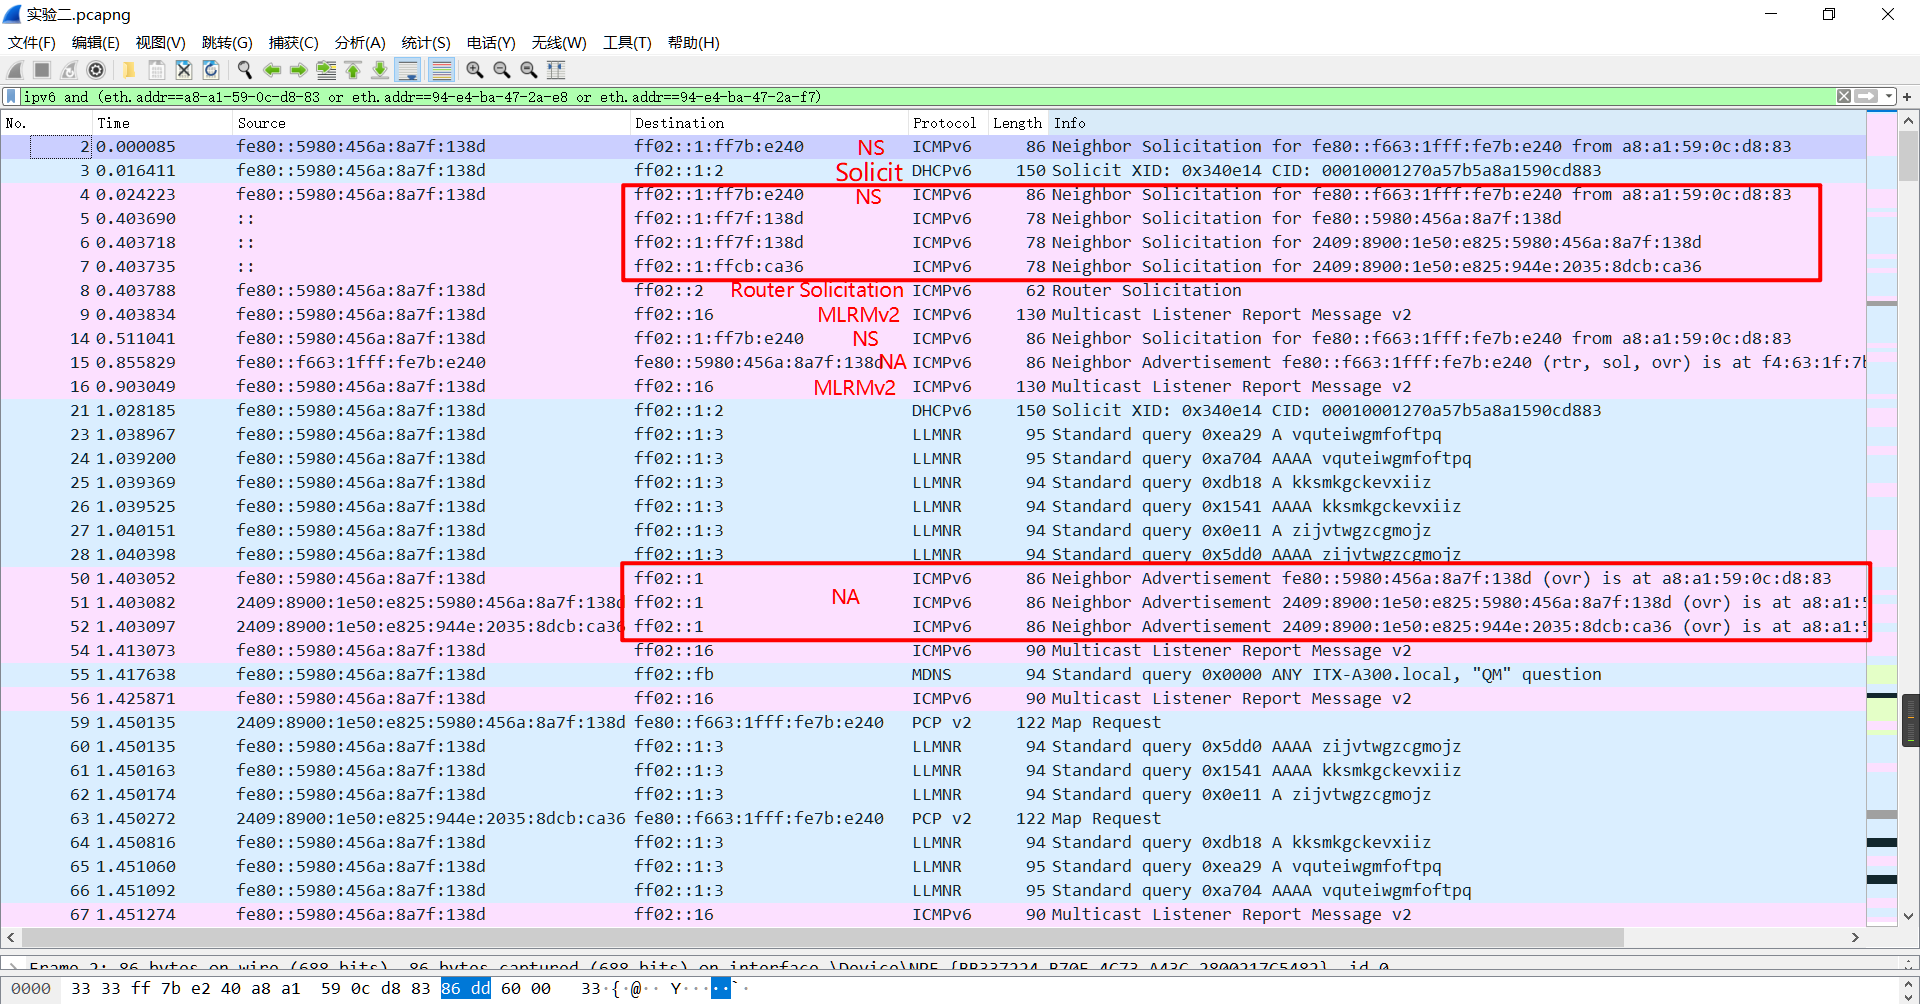 实验二.pcapng
文件(F) 编辑(E) 视图(V) 跳转(G) 捕获(C) 分析(A) 统计(S) 电话(Y) 无线(W) 工具(T) 帮助(H)
ipv6 and (eth.addr==a8-a1-59-0c-d8-83 or eth.addr==94-e4-ba-47-2a-e8 or eth.addr==94-e4-ba-47-2a-f7)
No. Time Source Destination Protocol Length Info
2 0.000085 fe80::5980:456a:8a7f:138d ff02::1:ff7b:e240 NS ICMPv6 86 Neighbor Solicitation for fe80::f663:1fff:fe7b:e240 from a8:a1:59:0c:d8:83
3 0.016411 fe80::5980:456a:8a7f:138d ff02::1:2 Solicit DHCPv6 150 Solicit XID: 0x340e14 CID: 00010001270a57b5a8a1590cd883
4 0.024223 fe80::5980:456a:8a7f:138d ff02::1:ff7b:e240 NS ICMPv6 86 Neighbor Solicitation for fe80::f663:1fff:fe7b:e240 from a8:a1:59:0c:d8:83
5 0.403690 :: ff02::1:ff7f:138d ICMPv6 78 Neighbor Solicitation for fe80::5980:456a:8a7f:138d
6 0.403718 :: ff02::1:ff7f:138d ICMPv6 78 Neighbor Solicitation for 2409:8900:1e50:e825:5980:456a:8a7f:138d
7 0.403735 :: ff02::1:ffcb:ca36 ICMPv6 78 Neighbor Solicitation for 2409:8900:1e50:e825:944e:2035:8dcb:ca36
8 0.403788 fe80::5980:456a:8a7f:138d ff02::2 Router Solicitation ICMPv6 62 Router Solicitation
9 0.403834 fe80::5980:456a:8a7f:138d ff02::16 MLRMv2 ICMPv6 130 Multicast Listener Report Message v2
14 0.511041 fe80::5980:456a:8a7f:138d ff02::1:ff7b:e240 NS ICMPv6 86 Neighbor Solicitation for fe80::f663:1fff:fe7b:e240 from a8:a1:59:0c:d8:83
15 0.855829 fe80::f663:1fff:fe7b:e240 fe80::5980:456a:8a7f:138d NA ICMPv6 86 Neighbor Advertisement fe80::f663:1fff:fe7b:e240 (rtr, sol, ovr) is at f4:63:1f:7b
16 0.903049 fe80::5980:456a:8a7f:138d ff02::16 MLRMv2 ICMPv6 130 Multicast Listener Report Message v2
21 1.028185 fe80::5980:456a:8a7f:138d ff02::1:2 DHCPv6 150 Solicit XID: 0x340e14 CID: 00010001270a57b5a8a1590cd883
23 1.038967 fe80::5980:456a:8a7f:138d ff02::1:3 LLMNR 95 Standard query 0xea29 A vquteiwgmfoftpq
24 1.039200 fe80::5980:456a:8a7f:138d ff02::1:3 LLMNR 95 Standard query 0xa704 AAAA vquteiwgmfoftpq
25 1.039369 fe80::5980:456a:8a7f:138d ff02::1:3 LLMNR 94 Standard query 0xdb18 A kksmkgckevxiiz
26 1.039525 fe80::5980:456a:8a7f:138d ff02::1:3 LLMNR 94 Standard query 0x1541 AAAA kksmkgckevxiiz
27 1.040151 fe80::5980:456a:8a7f:138d ff02::1:3 LLMNR 94 Standard query 0x0e11 A zijvtwgzcgmojz
28 1.040398 fe80::5980:456a:8a7f:138d ff02::1:3 LLMNR 94 Standard query 0x5dd0 AAAA zijvtwgzcgmojz
50 1.403052 fe80::5980:456a:8a7f:138d ff02::1 ICMPv6 86 Neighbor Advertisement fe80::5980:456a:8a7f:138d (ovr) is at a8:a1:59:0c:d8:83
51 1.403082 2409:8900:1e50:e825:5980:456a:8a7f:138d ff02::1 NA ICMPv6 86 Neighbor Advertisement 2409:8900:1e50:e825:5980:456a:8a7f:138d (ovr) is at a8:a1:5
52 1.403097 2409:8900:1e50:e825:944e:2035:8dcb:ca36 ff02::1 ICMPv6 86 Neighbor Advertisement 2409:8900:1e50:e825:944e:2035:8dcb:ca36 (ovr) is at a8:a1:5
54 1.413073 fe80::5980:456a:8a7f:138d ff02::16 ICMPv6 90 Multicast Listener Report Message v2
55 1.417638 fe80::5980:456a:8a7f:138d ff02::fb MDNS 94 Standard query 0x0000 ANY ITX-A300.local, "QM" question
56 1.425871 fe80::5980:456a:8a7f:138d ff02::16 ICMPv6 90 Multicast Listener Report Message v2
59 1.450135 2409:8900:1e50:e825:5980:456a:8a7f:138d fe80::f663:1fff:fe7b:e240 PCP v2 122 Map Request
60 1.450135 fe80::5980:456a:8a7f:138d ff02::1:3 LLMNR 94 Standard query 0x5dd0 AAAA zijvtwgzcgmojz
61 1.450163 fe80::5980:456a:8a7f:138d ff02::1:3 LLMNR 94 Standard query 0x1541 AAAA kksmkgckevxiiz
62 1.450174 fe80::5980:456a:8a7f:138d ff02::1:3 LLMNR 94 Standard query 0x0e11 A zijvtwgzcgmojz
63 1.450272 2409:8900:1e50:e825:944e:2035:8dcb:ca36 fe80::f663:1fff:fe7b:e240 PCP v2 122 Map Request
64 1.450816 fe80::5980:456a:8a7f:138d ff02::1:3 LLMNR 94 Standard query 0xdb18 A kksmkgckevxiiz
65 1.451060 fe80::5980:456a:8a7f:138d ff02::1:3 LLMNR 95 Standard query 0xea29 A vquteiwgmfoftpq
66 1.451092 fe80::5980:456a:8a7f:138d ff02::1:3 LLMNR 95 Standard query 0xa704 AAAA vquteiwgmfoftpq
67 1.451274 fe80::5980:456a:8a7f:138d ff02::16 ICMPv6 90 Multicast Listener Report Message v2
Frame 2: 86 bytes on wire (688 bits), 86 bytes captured (688 bits) on interface
0000 33 33 ff 7b e2 40 a8 a1 59 0c d8 83 86 dd 60 00 33·{·@·· Y·····`·